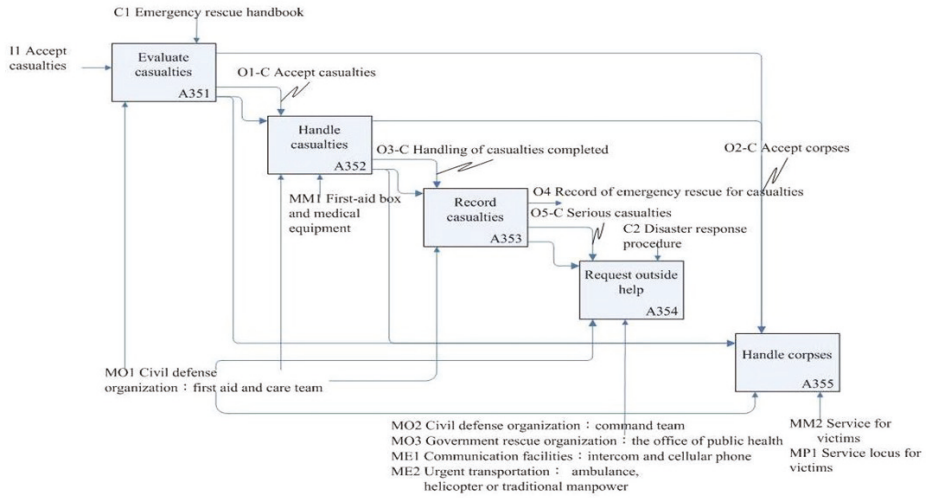 C1 Emergency rescue handbook
I1 Accept
casualties
Evaluate
casualties
A351
O1-C Accept casualties
Handle
casualties
A352
O3-C Handling of casualties completed
O2-C Accept corpses
MM1 First-aid box
and medical
equipment
Record
casualties
A353
O4 Record of emergency rescue for casualties
O5-C Serious casualties
C2 Disaster response
procedure
Request outside
help
A354
Handle corpses
A355
MO1 Civil defense
organization：first aid and care team
MO2 Civil defense organization：command team
MO3 Government rescue organization：the office of public health
ME1 Communication facilities：intercom and cellular phone
ME2 Urgent transportation： ambulance,
helicopter or traditional manpower
MM2 Service for
victims
MP1 Service locus for
victims